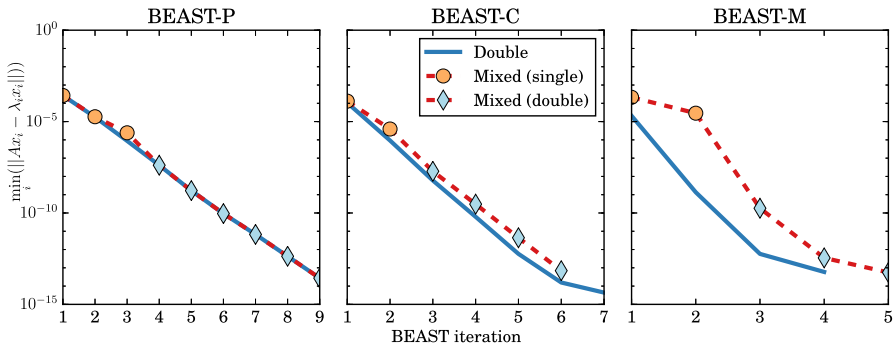 BEAST-P
BEAST-C
BEAST-M
min_i(||Ax_i − λ_i x_i||))
10^0
10^{-5}
10^{-10}
10^{-15}
Double
Mixed (single)
Mixed (double)
1 2 3 4 5 6 7 8 9
1 2 3 4 5 6 7
1 2 3 4 5
BEAST iteration